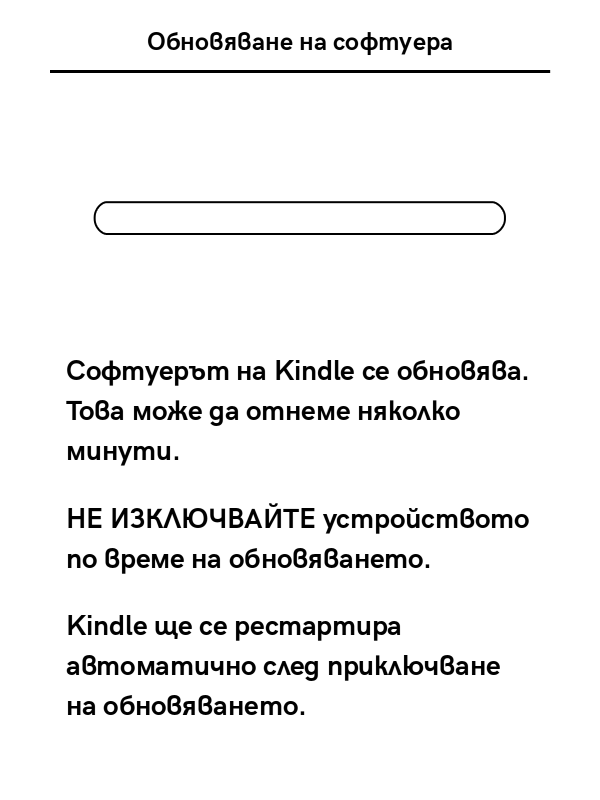 Обновяване на софтуера
Софтуерът на Kindle се обновява.
Това може да отнеме няколко
минути.
НЕ ИЗКЛЮЧВАЙТЕ устройството
по време на обновяването.
Kindle ще се рестартира
автоматично след приключване
на обновяването.